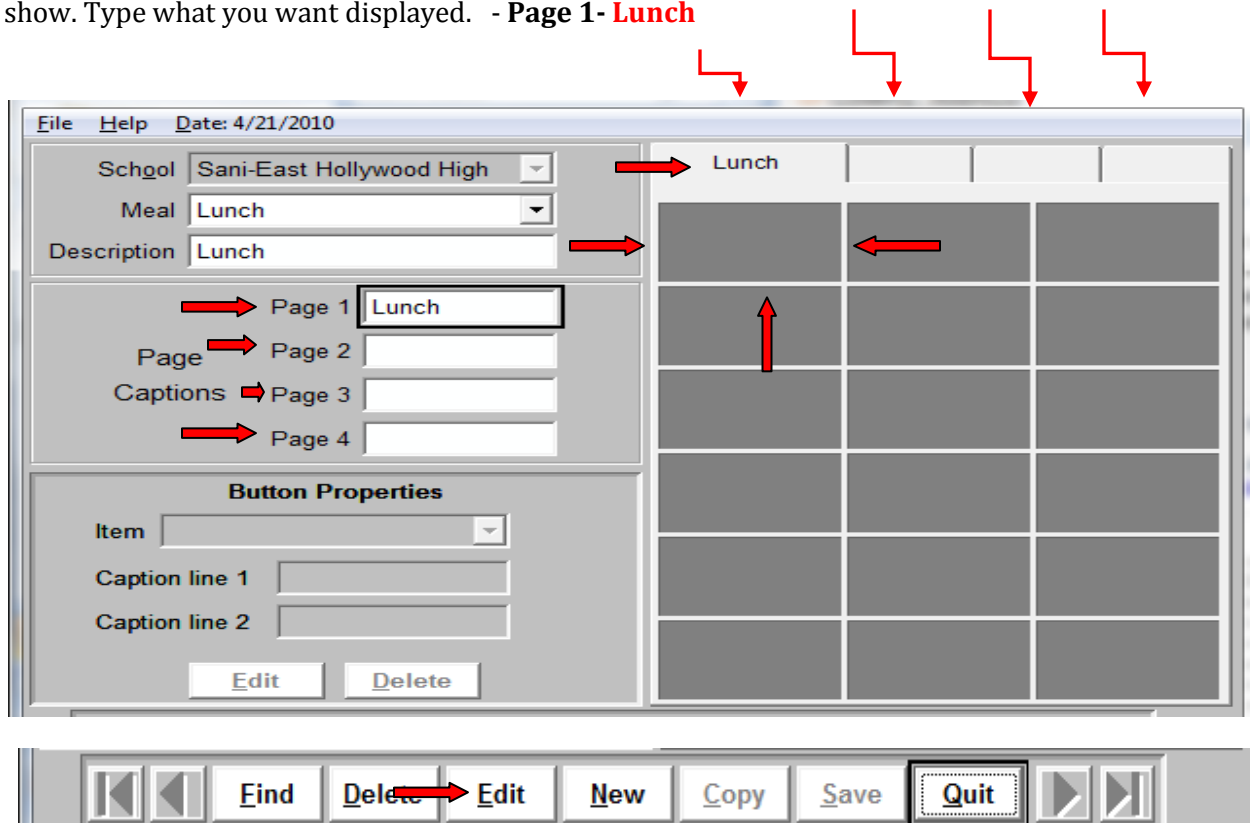 show. Type what you want displayed. - Page 1- Lunch
File Help Date: 4/21/2010
School Sani-East Hollywood High
Meal Lunch
Description Lunch
Page Captions
Page 1 Lunch
Page 2
Page 3
Page 4
Button Properties
Item
Caption line 1
Caption line 2
Edit Delete
Lunch
Find Delete Edit New Copy Save Quit